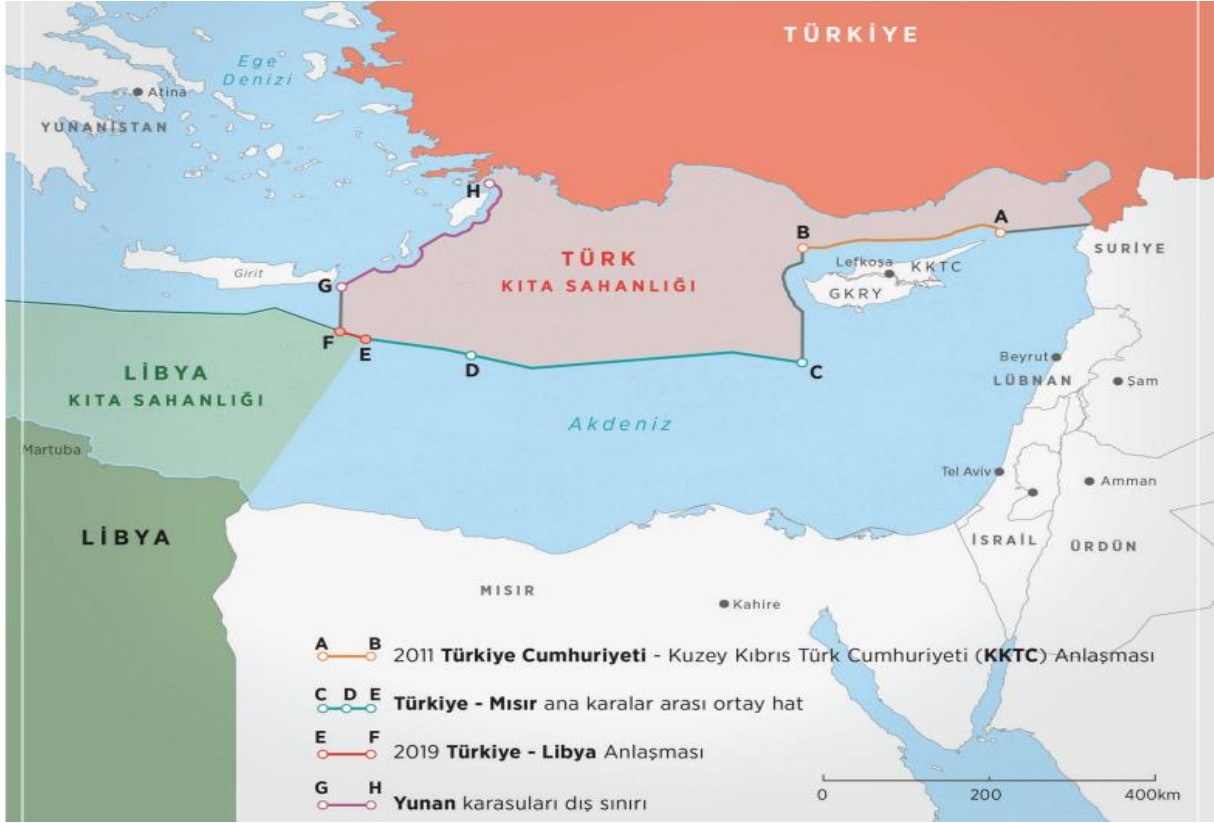 TÜRKİYE
Ege
Denizi
Atina
YUNANİSTAN
H
A
B
SURİYE
TÜRK
KITA SAHANLIĞI
Lefkoşa
KKTC
GKRY
Girit
G
F
E
D
C
Beyrut
LÜBNAN
Şam
LİBYA
KITA SAHANLIĞI
Akdeniz
Martuba
Tel Aviv
Amman
LİBYA
İSRAİL
ÜRDÜN
MISIR
Kahire
A B
2011 Türkiye Cumhuriyeti - Kuzey Kıbrıs Türk Cumhuriyeti (KKTC) Anlaşması
C D E
Türkiye - Mısır ana karalar arası ortay hat
E F
2019 Türkiye - Libya Anlaşması
G H
Yunan karasuları dış sınırı
0 200 400km